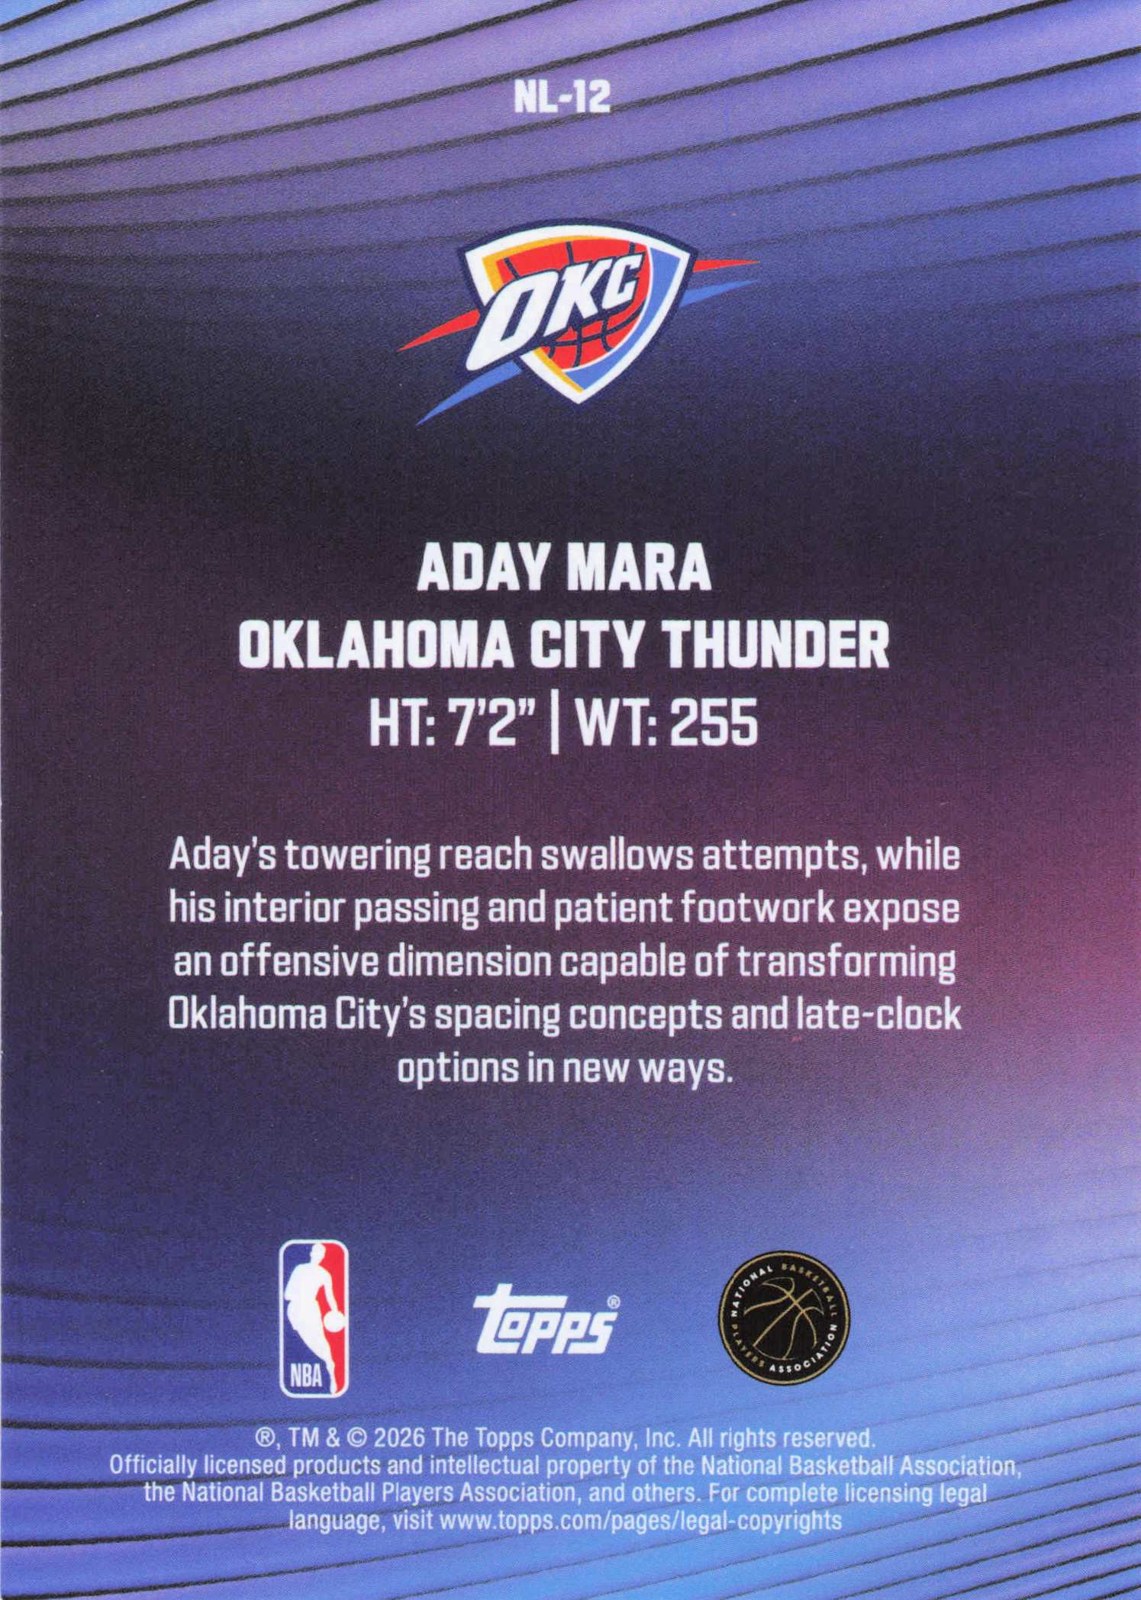 NL-12
OKC
ADAY MARA
OKLAHOMA CITY THUNDER
HT: 7'2" | WT: 255
Aday's towering reach swallows attempts, while
his interior passing and patient footwork expose
an offensive dimension capable of transforming
Oklahoma City's spacing concepts and late-clock
options in new ways.
NBA
Topps®
NATIONAL BASKETBALL PLAYERS ASSOCIATION
®, TM & © 2026 The Topps Company, Inc. All rights reserved.
Officially licensed products and intellectual property of the National Basketball Association,
the National Basketball Players Association, and others. For complete licensing legal
language, visit www.topps.com/pages/legal-copyrights